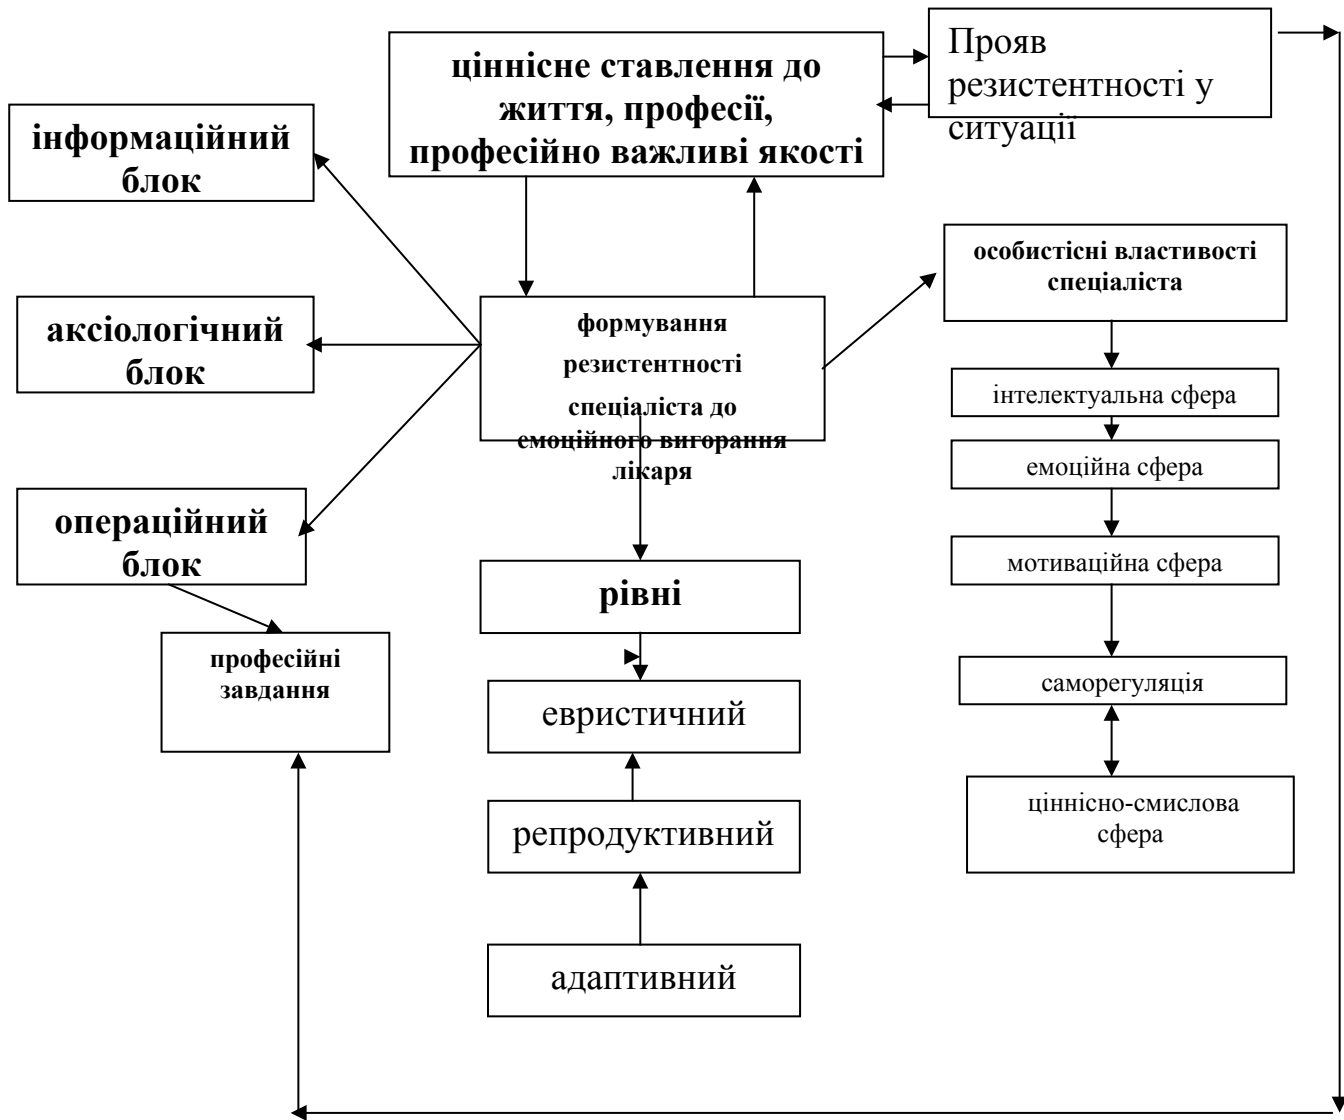 ціннісне ставлення до
життя, професії,
професійно важливі якості
Прояв
резистентності у
ситуації
інформаційний
блок
особистісні властивості
спеціаліста
аксіологічний
блок
формування
резистентності
спеціаліста до
емоційного вигорання
лікаря
інтелектуальна сфера
емоційна сфера
операційний
блок
мотиваційна сфера
рівні
професійні
завдання
саморегуляція
евристичний
ціннісно-смислова
сфера
репродуктивний
адаптивний